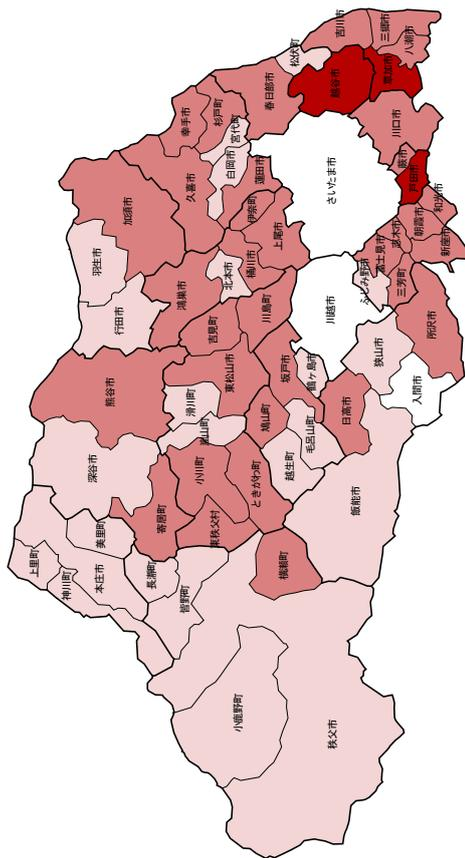 吉川市
三郷市
八潮市
松伏町
越谷市
草加市
春日部市
川口市
杉戸町
幸手市
宮代町
白岡市
蕨市
戸田市
蓮田市
さいたま市
久喜市
伊奈町
和光市
加須市
上尾市
朝霞市
志木市
新座市
桶川市
富士見市
羽生市
北本市
ふじみ野市
三芳町
鴻巣市
川島町
川越市
行田市
吉見町
所沢市
狭山市
東松山市
坂戸市
鶴ヶ島市
入間市
熊谷市
滑川町
鳩山町
日高市
嵐山町
毛呂山町
深谷市
小川町
ときがわ町
越生町
飯能市
寄居町
東秩父村
美里町
上里町
神川町
本庄市
長瀞町
皆野町
横瀬町
小鹿野町
秩父市